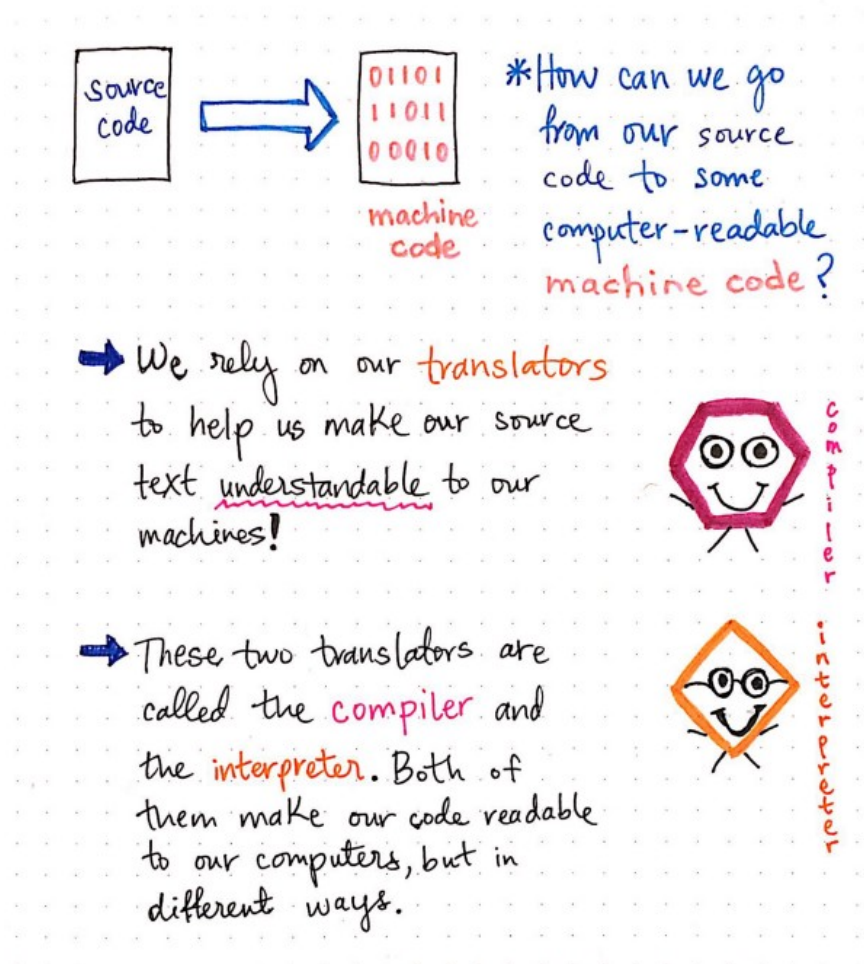 source
code
01101
11011
00010
machine
code
*How can we go
from our source
code to some
computer-readable
machine code?
We rely on our translators
to help us make our source
text understandable to our
machines!
compiler
These two translators are
called the compiler and
the interpreter. Both of
them make our code readable
to our computers, but in
different ways.
interpreter